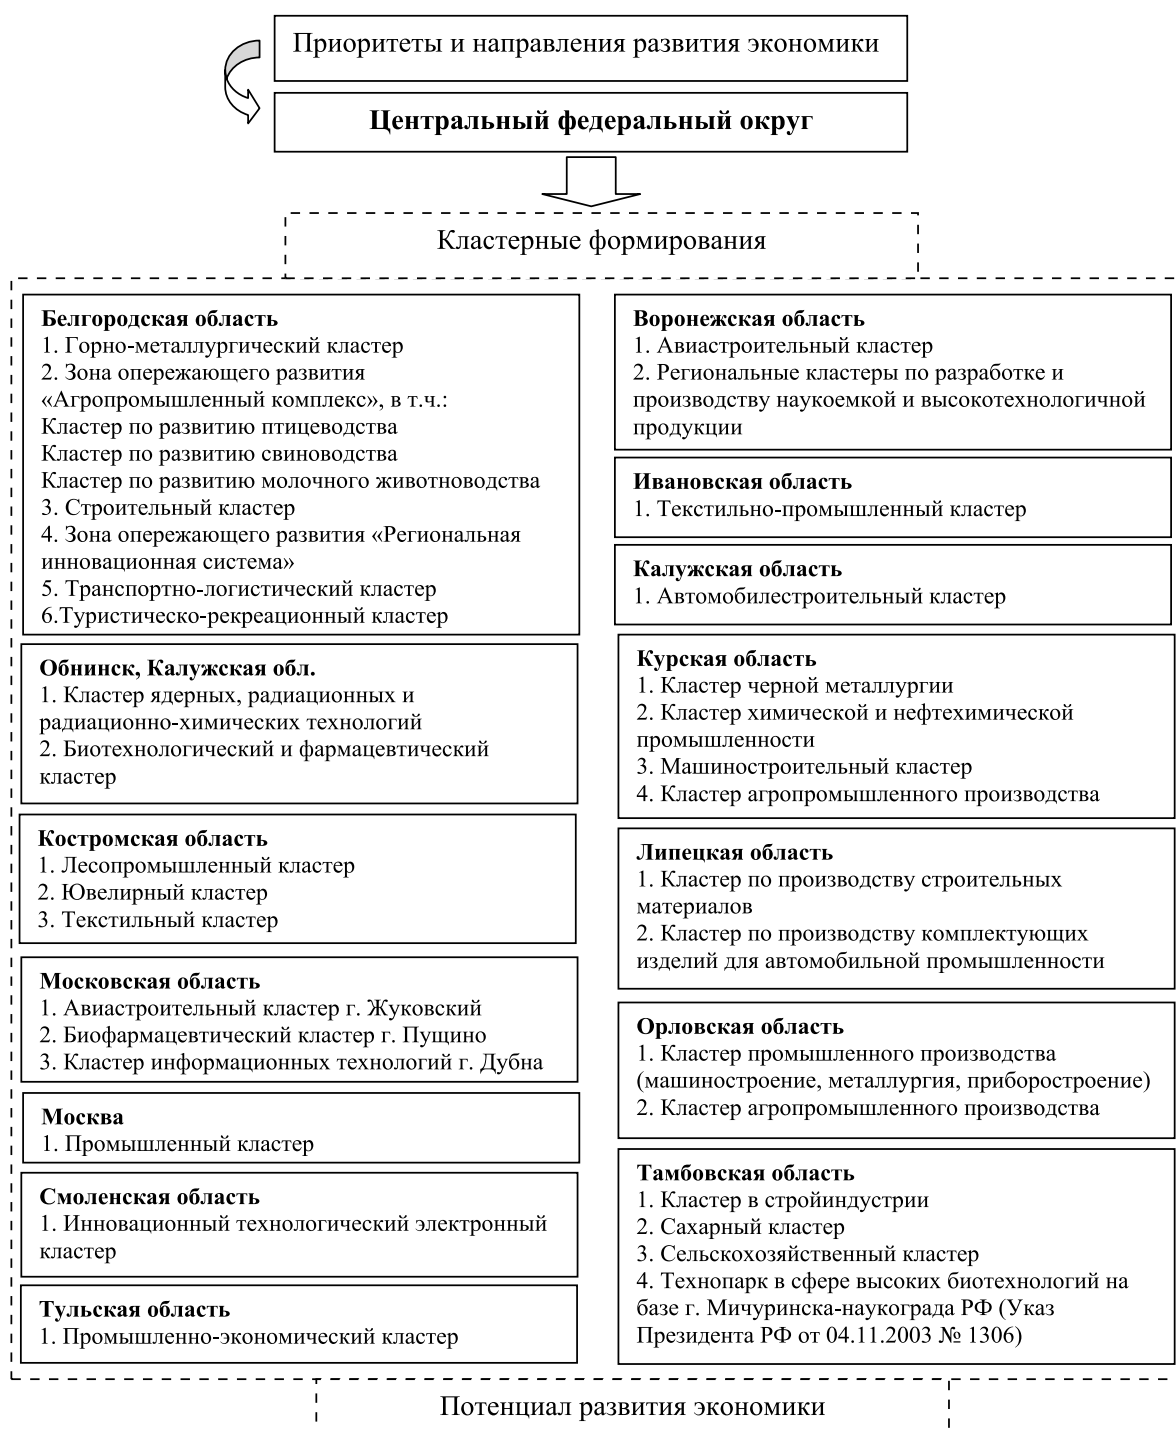 Приоритеты и направления развития экономики
Центральный федеральный округ
Кластерные формирования
Белгородская область
1. Горно-металлургический кластер
2. Зона опережающего развития
«Агропромышленный комплекс», в т.ч.:
Кластер по развитию птицеводства
Кластер по развитию свиноводства
Кластер по развитию молочного животноводства
3. Строительный кластер
4. Зона опережающего развития «Региональная
инновационная система»
5. Транспортно-логистический кластер
6.Туристическо-рекреационный кластер
Обнинск, Калужская обл.
1. Кластер ядерных, радиационных и
радиационно-химических технологий
2. Биотехнологический и фармацевтический
кластер
Костромская область
1. Лесопромышленный кластер
2. Ювелирный кластер
3. Текстильный кластер
Московская область
1. Авиастроительный кластер г. Жуковский
2. Биофармацевтический кластер г. Пущино
3. Кластер информационных технологий г. Дубна
Москва
1. Промышленный кластер
Смоленская область
1. Инновационный технологический электронный
кластер
Тульская область
1. Промышленно-экономический кластер
Воронежская область
1. Авиастроительный кластер
2. Региональные кластеры по разработке и
производству наукоемкой и высокотехнологичной
продукции
Ивановская область
1. Текстильно-промышленный кластер
Калужская область
1. Автомобилестроительный кластер
Курская область
1. Кластер черной металлургии
2. Кластер химической и нефтехимической
промышленности
3. Машиностроительный кластер
4. Кластер агропромышленного производства
Липецкая область
1. Кластер по производству строительных
материалов
2. Кластер по производству комплектующих
изделий для автомобильной промышленности
Орловская область
1. Кластер промышленного производства
(машиностроение, металлургия, приборостроение)
2. Кластер агропромышленного производства
Тамбовская область
1. Кластер в стройиндустрии
2. Сахарный кластер
3. Сельскохозяйственный кластер
4. Технопарк в сфере высоких биотехнологий на
базе г. Мичуринска-наукограда РФ (Указ
Президента РФ от 04.11.2003 № 1306)
Потенциал развития экономики